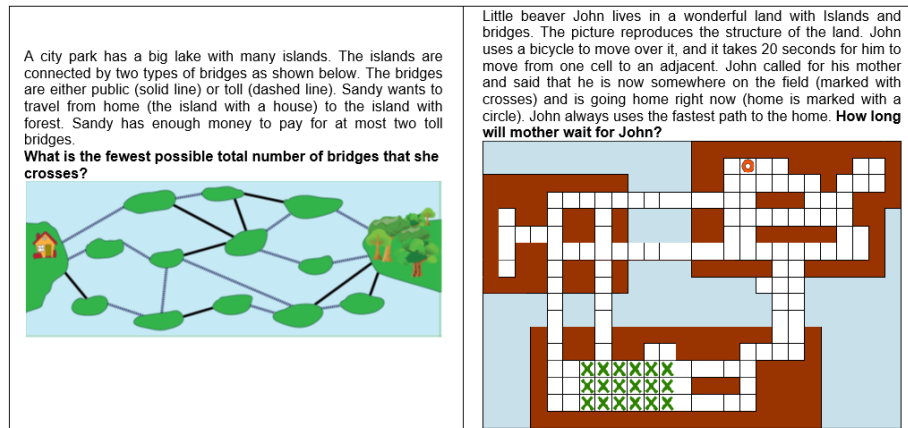 A city park has a big lake with many islands. The islands are
connected by two types of bridges as shown below. The bridges
are either public (solid line) or toll (dashed line). Sandy wants to
travel from home (the island with a house) to the island with
forest. Sandy has enough money to pay for at most two toll
bridges.
What is the fewest possible total number of bridges that she
crosses?
Little beaver John lives in a wonderful land with Islands and
bridges. The picture reproduces the structure of the land. John
uses a bicycle to move over it, and it takes 20 seconds for him to
move from one cell to an adjacent. John called for his mother
and said that he is now somewhere on the field (marked with
crosses) and is going home right now (home is marked with a
circle). John always uses the fastest path to the home. How long
will mother wait for John?